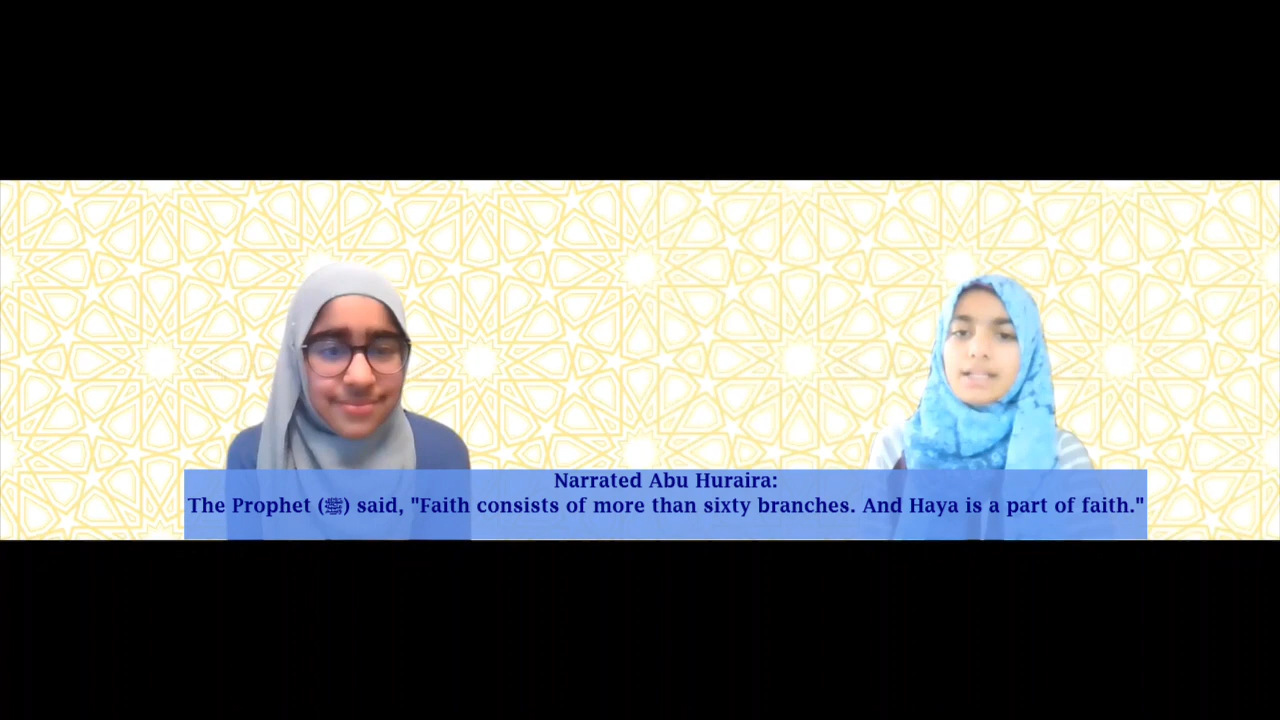 Narrated Abu Huraira:
The Prophet (ﷺ) said, "Faith consists of more than sixty branches. And Haya is a part of faith."